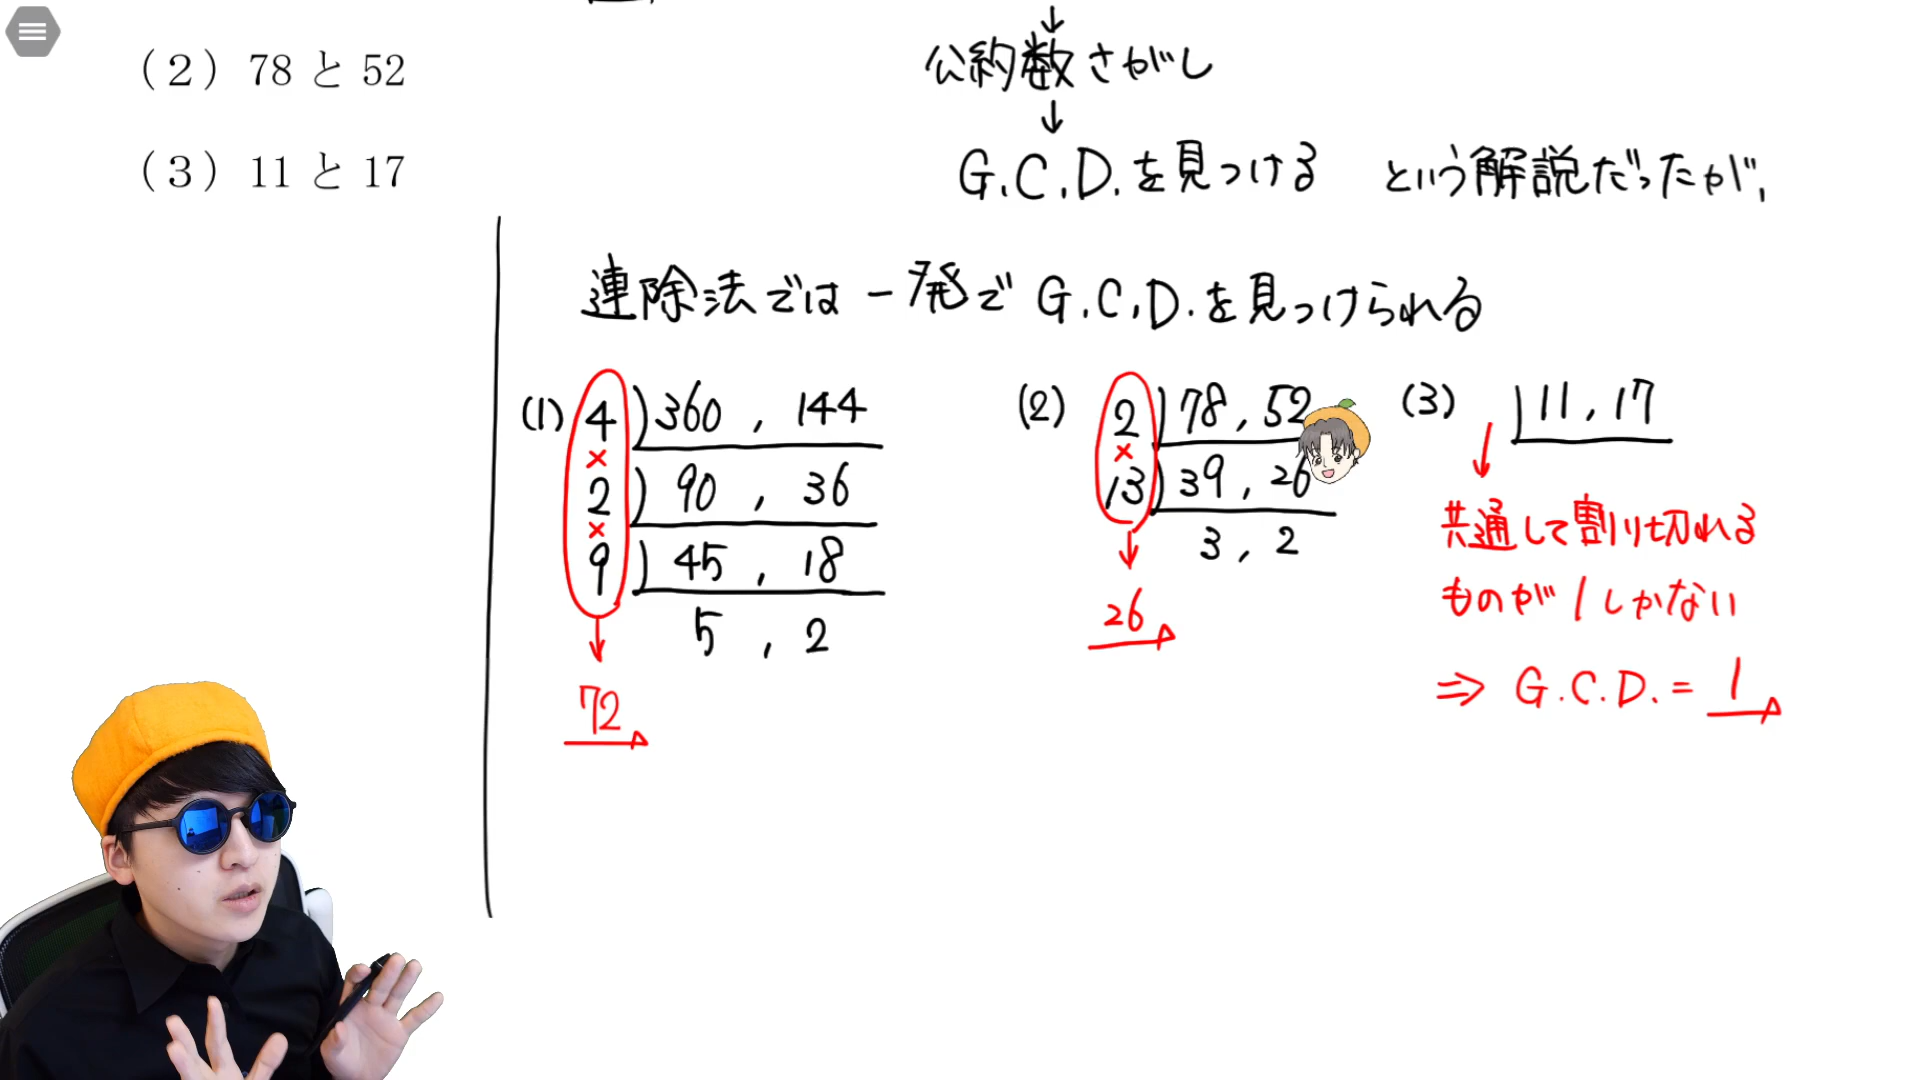 (2) 78 と 52
(3) 11 と 17
↓
公約数さがし
↓
G.C.D.を見つける という解説だったが、
連除法では一発でG.C.D.を見つけられる
(1) 4 ) 360 , 144
×
2 ) 90 , 36
×
9 ) 45 , 18
5 , 2
↓
72
(2) 2 ) 78 , 52
×
13 ) 39 , 26
3 , 2
↓
26
(3) ) 11 , 17
↓
共通して割り切れる
ものが1しかない
⇒ G.C.D. = 1